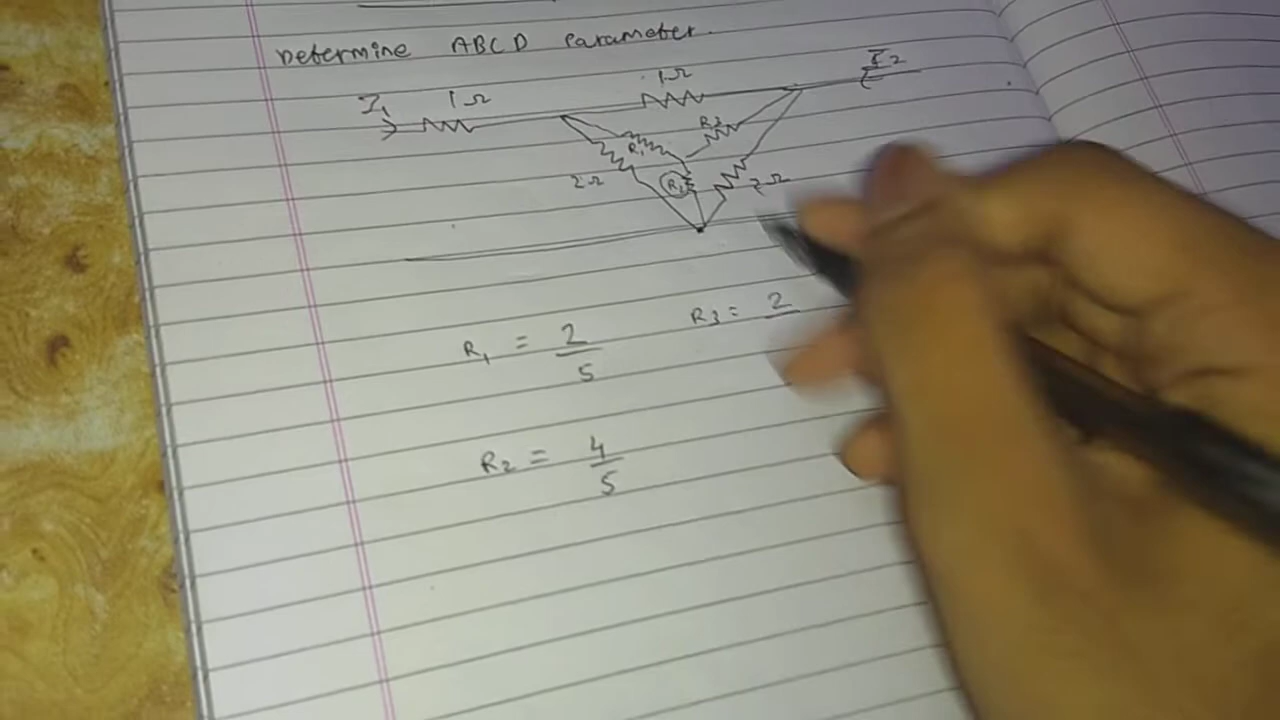 Determine ABCD Parameter.
I1 1Ω 1Ω I2
R1 R3
2Ω R2 2Ω
R1 = 2/5 R3 = 2
R2 = 4/5